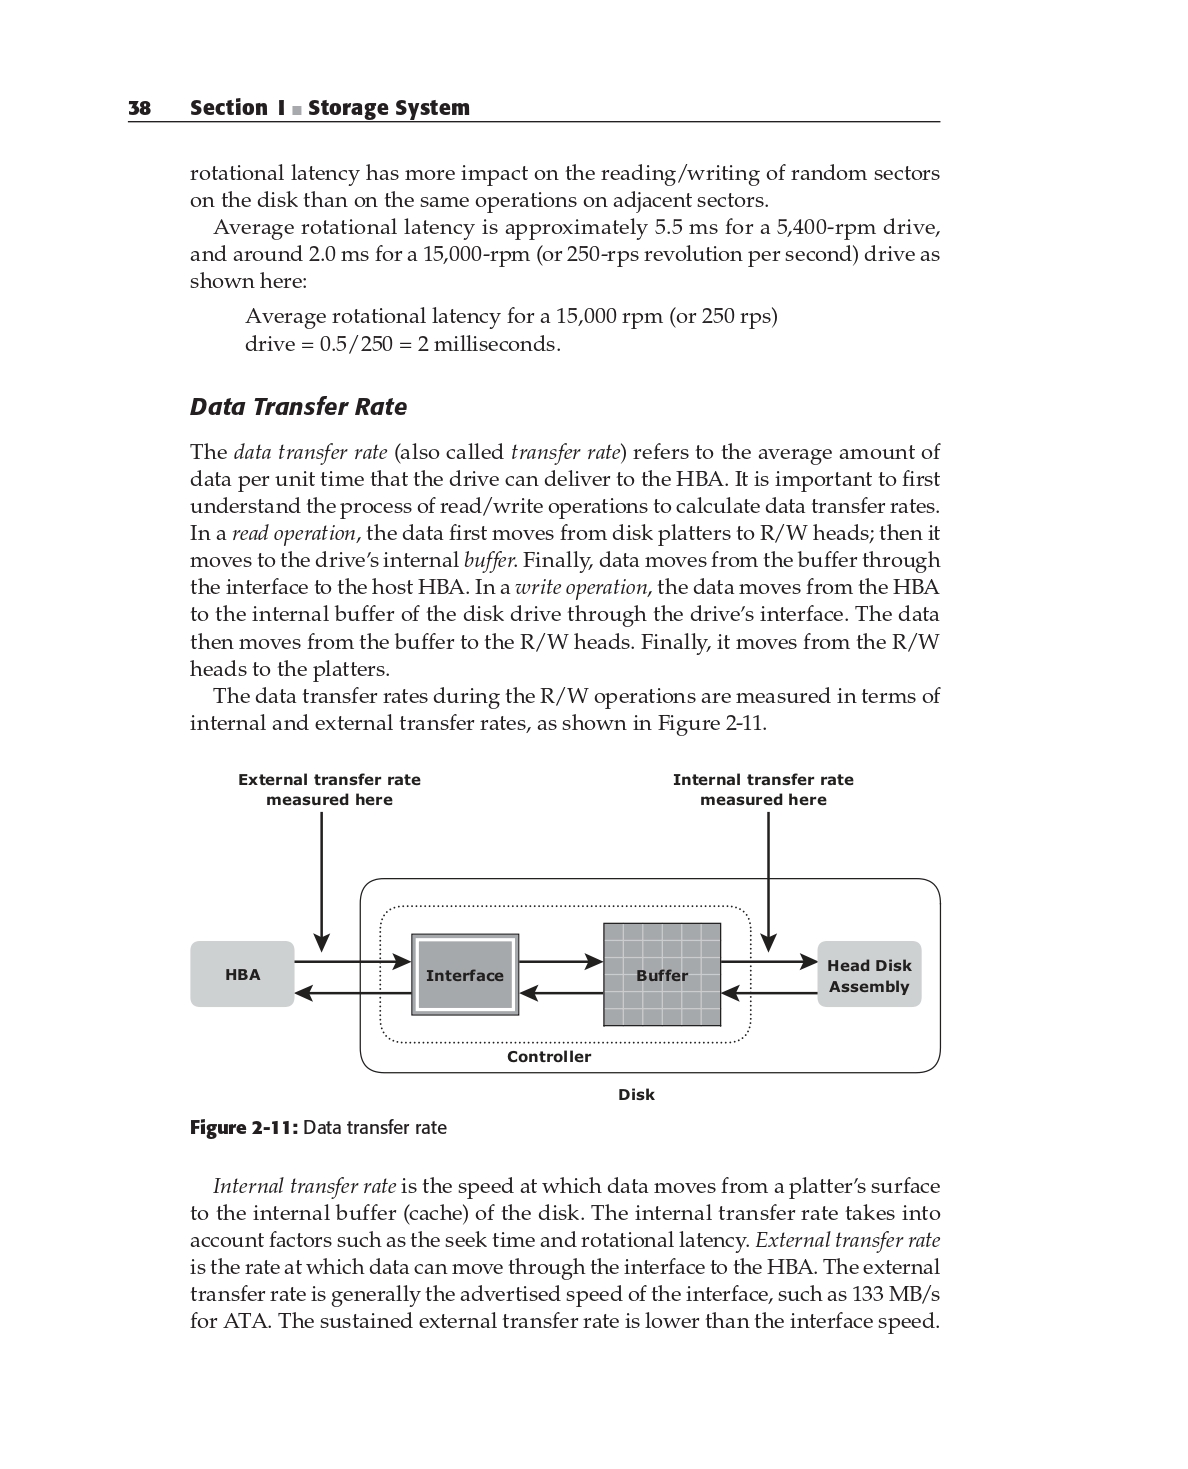 38 Section I ■ Storage System
rotational latency has more impact on the reading/writing of random sectors
on the disk than on the same operations on adjacent sectors.
Average rotational latency is approximately 5.5 ms for a 5,400-rpm drive,
and around 2.0 ms for a 15,000-rpm (or 250-rps revolution per second) drive as
shown here:
Average rotational latency for a 15,000 rpm (or 250 rps)
drive = 0.5/250 = 2 milliseconds.
Data Transfer Rate
The data transfer rate (also called transfer rate) refers to the average amount of
data per unit time that the drive can deliver to the HBA. It is important to first
understand the process of read/write operations to calculate data transfer rates.
In a read operation, the data first moves from disk platters to R/W heads; then it
moves to the drive's internal buffer. Finally, data moves from the buffer through
the interface to the host HBA. In a write operation, the data moves from the HBA
to the internal buffer of the disk drive through the drive's interface. The data
then moves from the buffer to the R/W heads. Finally, it moves from the R/W
heads to the platters.
The data transfer rates during the R/W operations are measured in terms of
internal and external transfer rates, as shown in Figure 2-11.
External transfer rate
measured here
Internal transfer rate
measured here
HBA
Interface
Buffer
Head Disk
Assembly
Controller
Disk
Figure 2-11: Data transfer rate
Internal transfer rate is the speed at which data moves from a platter's surface
to the internal buffer (cache) of the disk. The internal transfer rate takes into
account factors such as the seek time and rotational latency. External transfer rate
is the rate at which data can move through the interface to the HBA. The external
transfer rate is generally the advertised speed of the interface, such as 133 MB/s
for ATA. The sustained external transfer rate is lower than the interface speed.